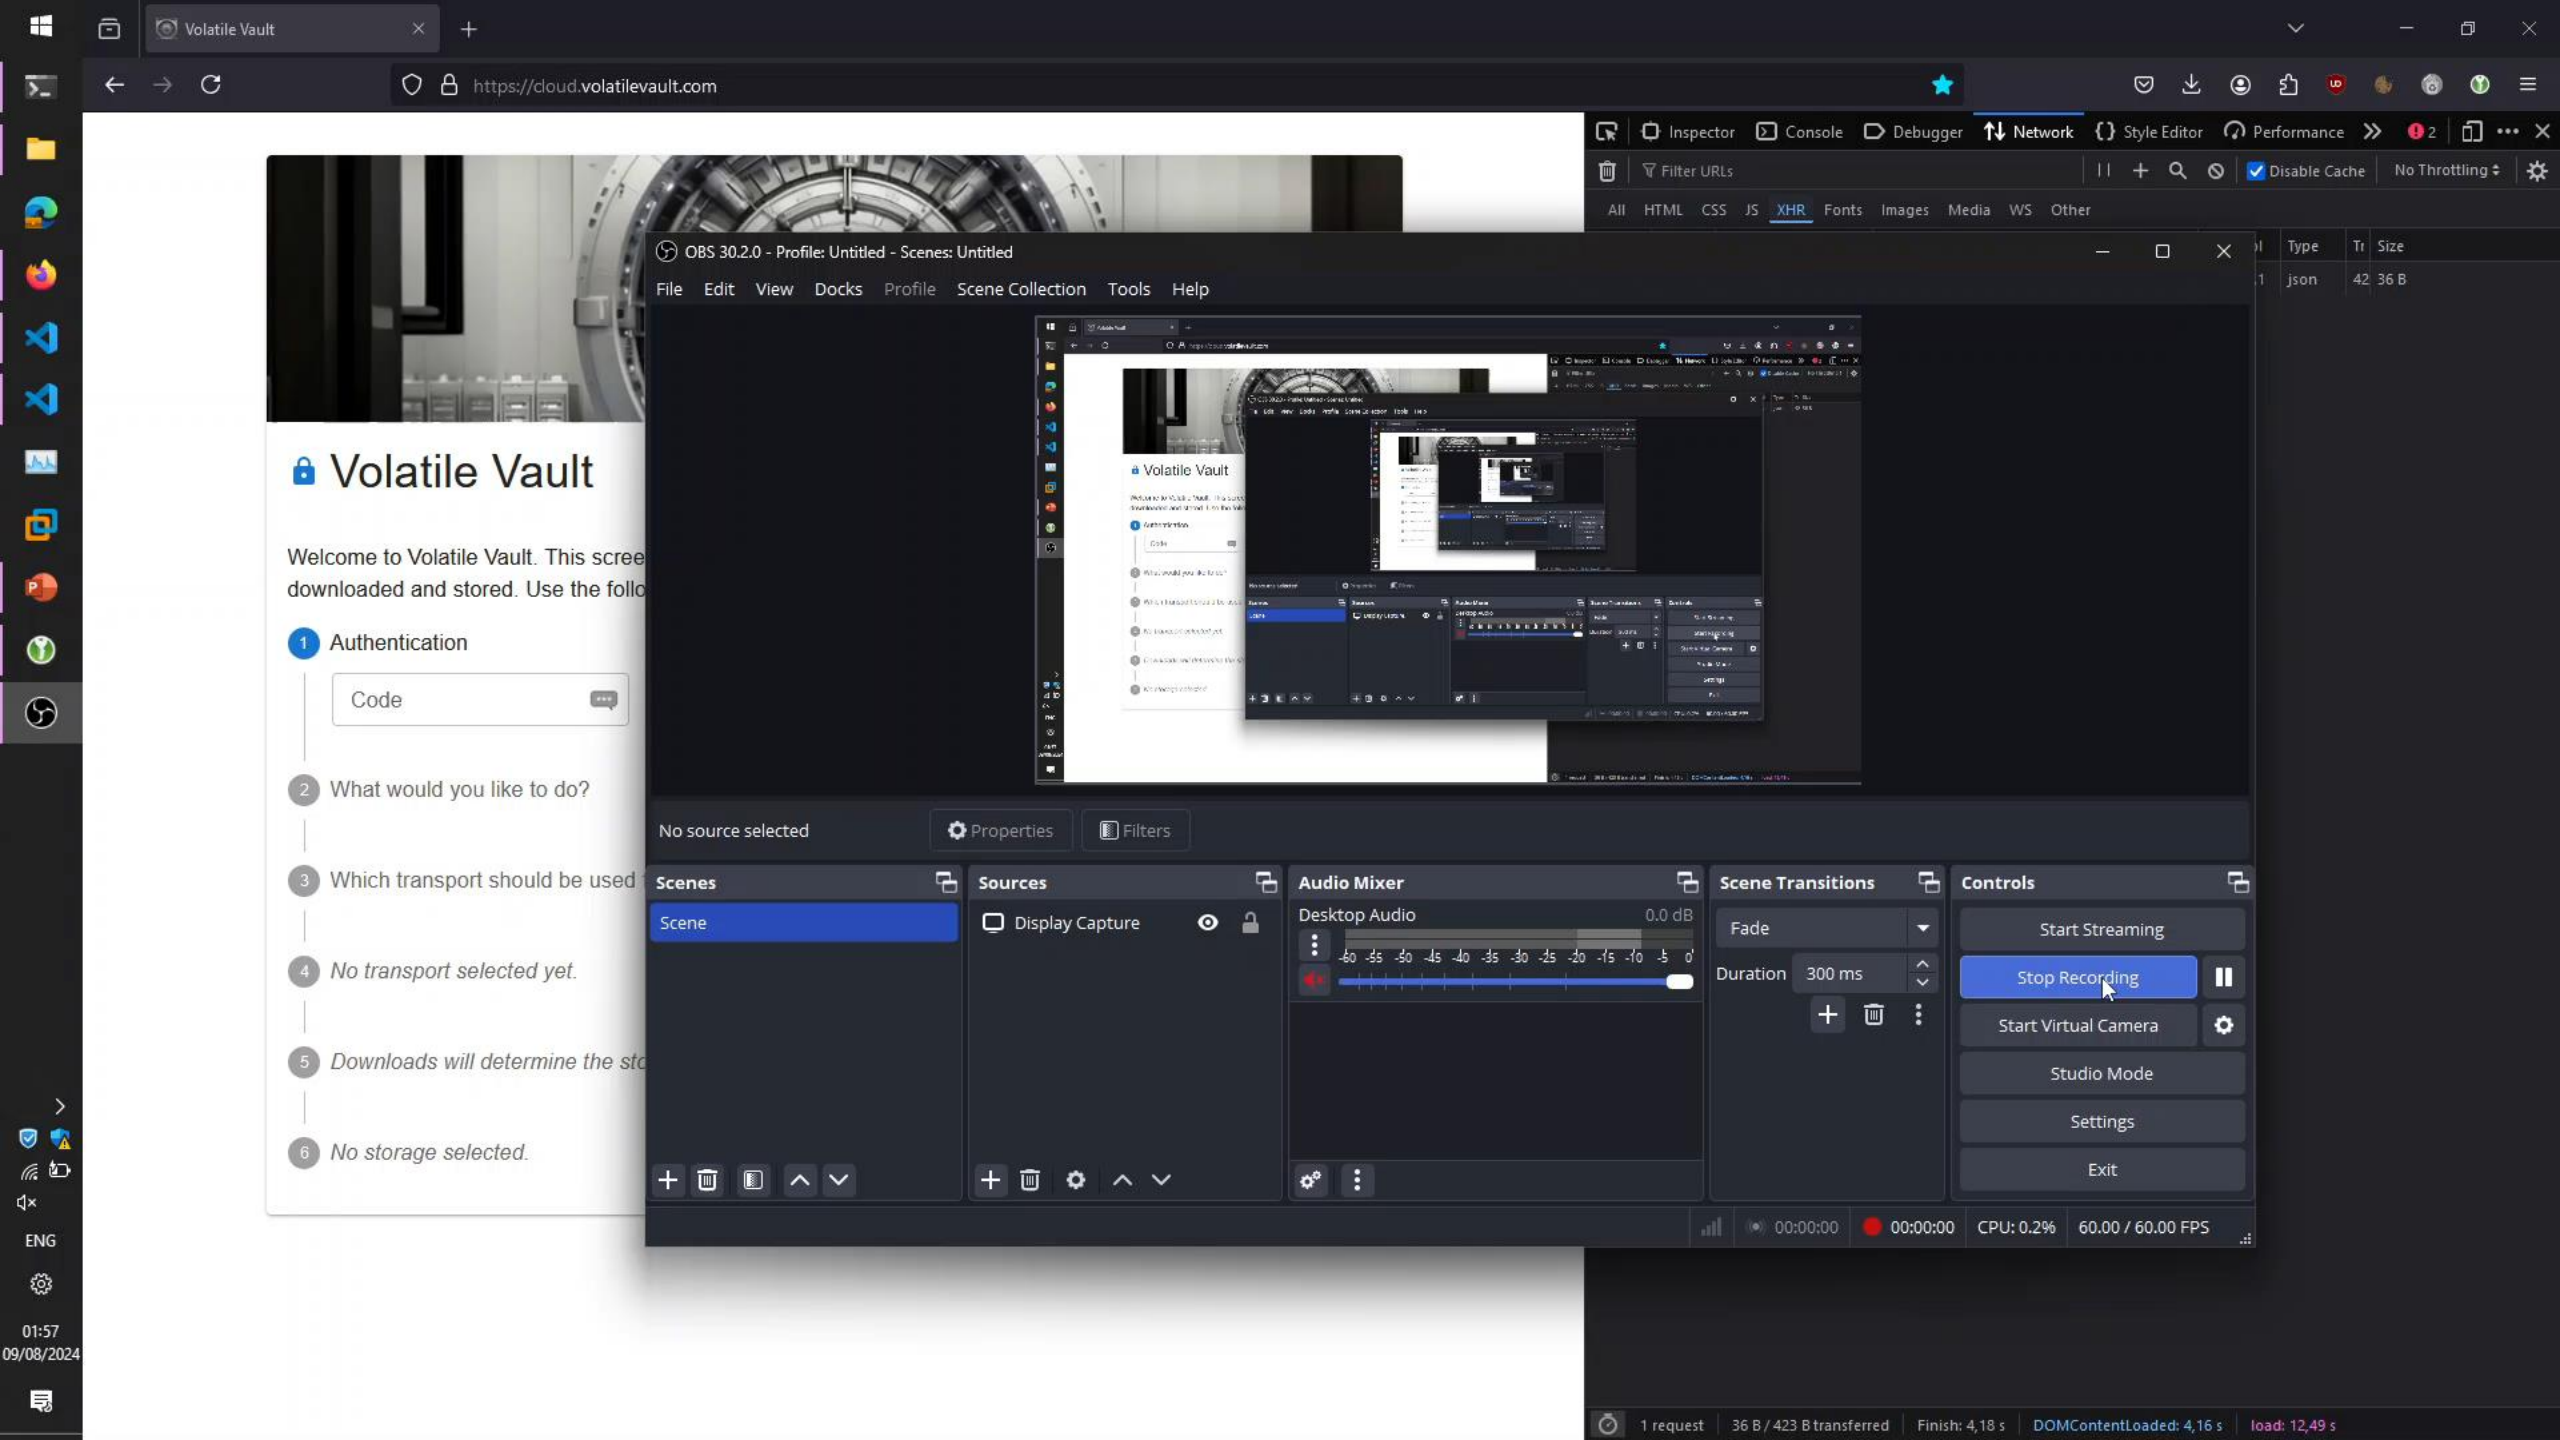 Volatile Vault
https://cloud.volatilevault.com
Inspector
Console
Debugger
Network
Style Editor
Performance
2
Filter URLs
Disable Cache
No Throttling
All
HTML
CSS
JS
XHR
Fonts
Images
Media
WS
Other
Type
Tr
Size
json
42
36 B
Volatile Vault
Welcome to Volatile Vault. This scree
downloaded and stored. Use the follo
1 Authentication
Code
2 What would you like to do?
3 Which transport should be used
4 No transport selected yet.
5 Downloads will determine the sto
6 No storage selected.
OBS 30.2.0 - Profile: Untitled - Scenes: Untitled
File Edit View Docks Profile Scene Collection Tools Help
Volatile Vault
Authentication
Code
No source selected
Properties
Filters
Scenes
Scene
Sources
Display Capture
Audio Mixer
Desktop Audio
0.0 dB
-60 -55 -50 -45 -40 -35 -30 -25 -20 -15 -10 -5 0
Scene Transitions
Fade
Duration 300 ms
Controls
Start Streaming
Stop Recording
Start Virtual Camera
Studio Mode
Settings
Exit
00:00:00
00:00:00
CPU: 0.2%
60.00 / 60.00 FPS
ENG
01:57
09/08/2024
1 request
36 B / 423 B transferred
Finish: 4,18 s
DOMContentLoaded: 4,16 s
load: 12,49 s